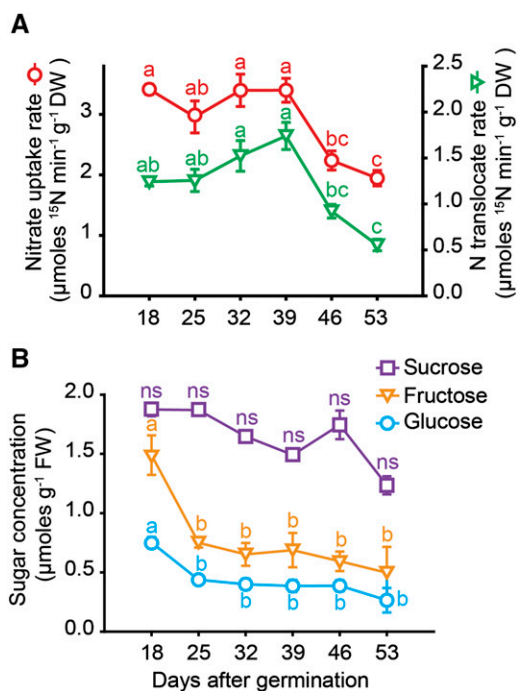 A
Nitrate uptake rate
(µmoles ¹⁵N min⁻¹ g⁻¹ DW)
N translocate rate
(µmoles ¹⁵N min⁻¹ g⁻¹ DW)
3
2
1
0
2.5
2.0
1.5
1.0
0.5
0.0
a ab a a bc c
ab ab a a bc c
18 25 32 39 46 53
B
Sucrose
Fructose
Glucose
Sugar concentration
(µmoles g⁻¹ FW)
2.0
1.5
1.0
0.5
0.0
ns ns ns ns ns ns
a b b b b b
a b b b b b
18 25 32 39 46 53
Days after germination